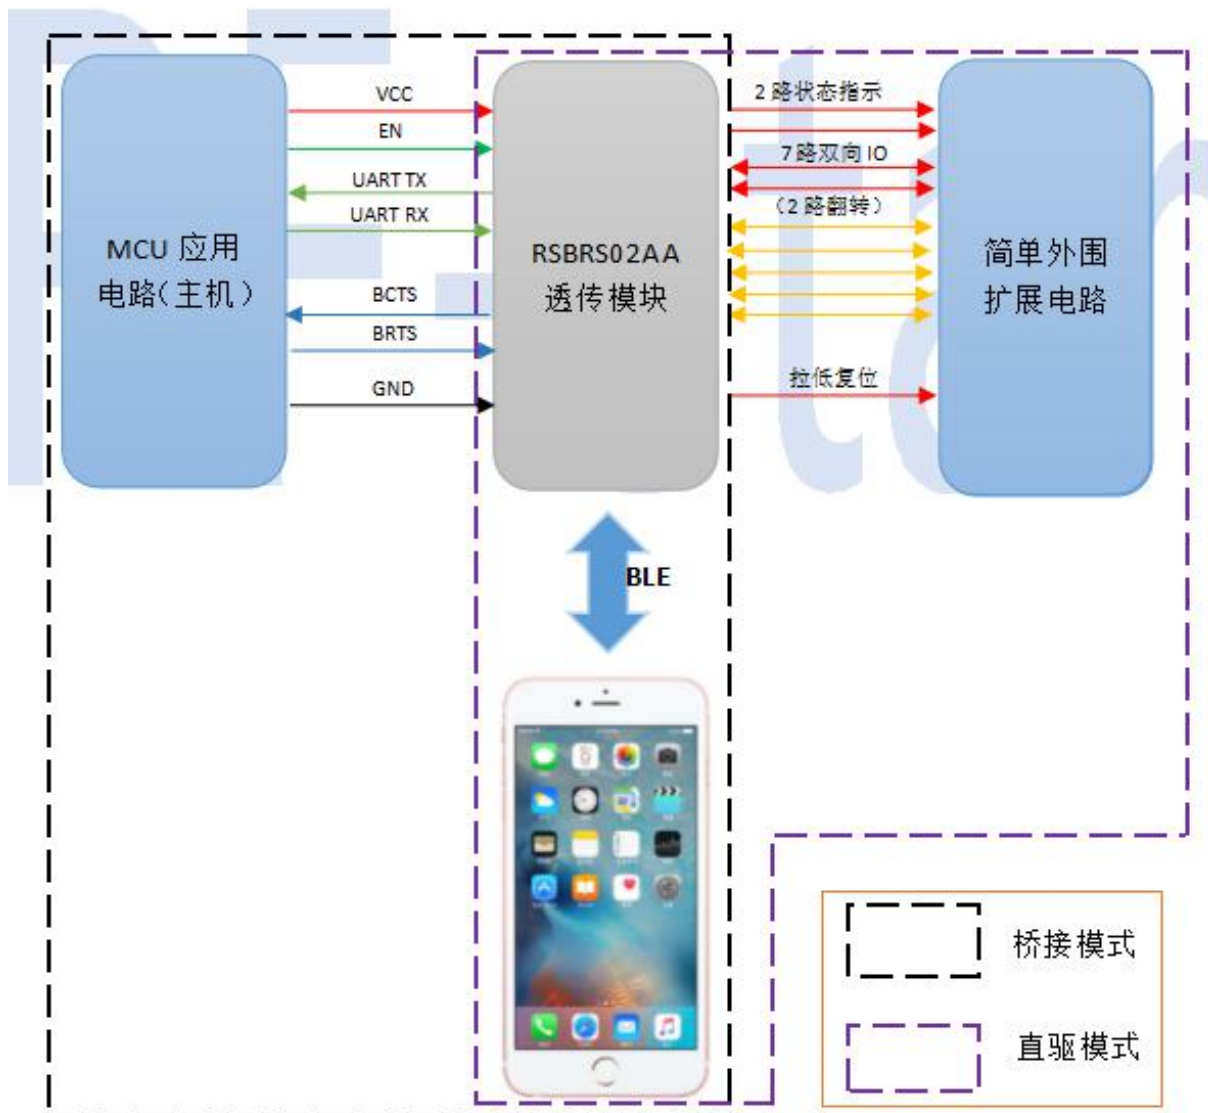 VCC
EN
UART TX
UART RX
BCTS
BRTS
GND
MCU 应用
电路(主机)
RSBRS02AA
透传模块
2 路状态指示
7 路双向 IO
(2 路翻转)
拉低复位
简单外围
扩展电路
BLE
桥接模式
直驱模式